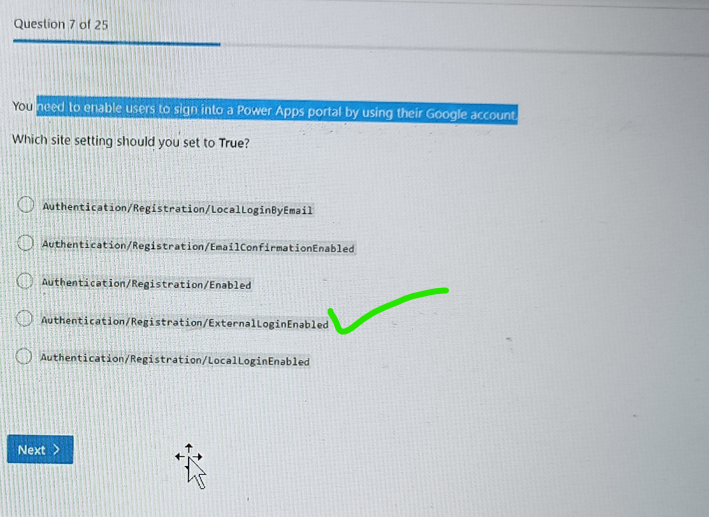 Question 7 of 25
You need to enable users to sign into a Power Apps portal by using their Google account.
Which site setting should you set to True?
Authentication/Registration/LocalLoginByEmail
Authentication/Registration/EmailConfirmationEnabled
Authentication/Registration/Enabled
Authentication/Registration/ExternalLoginEnabled
Authentication/Registration/LocalLoginEnabled
Next >